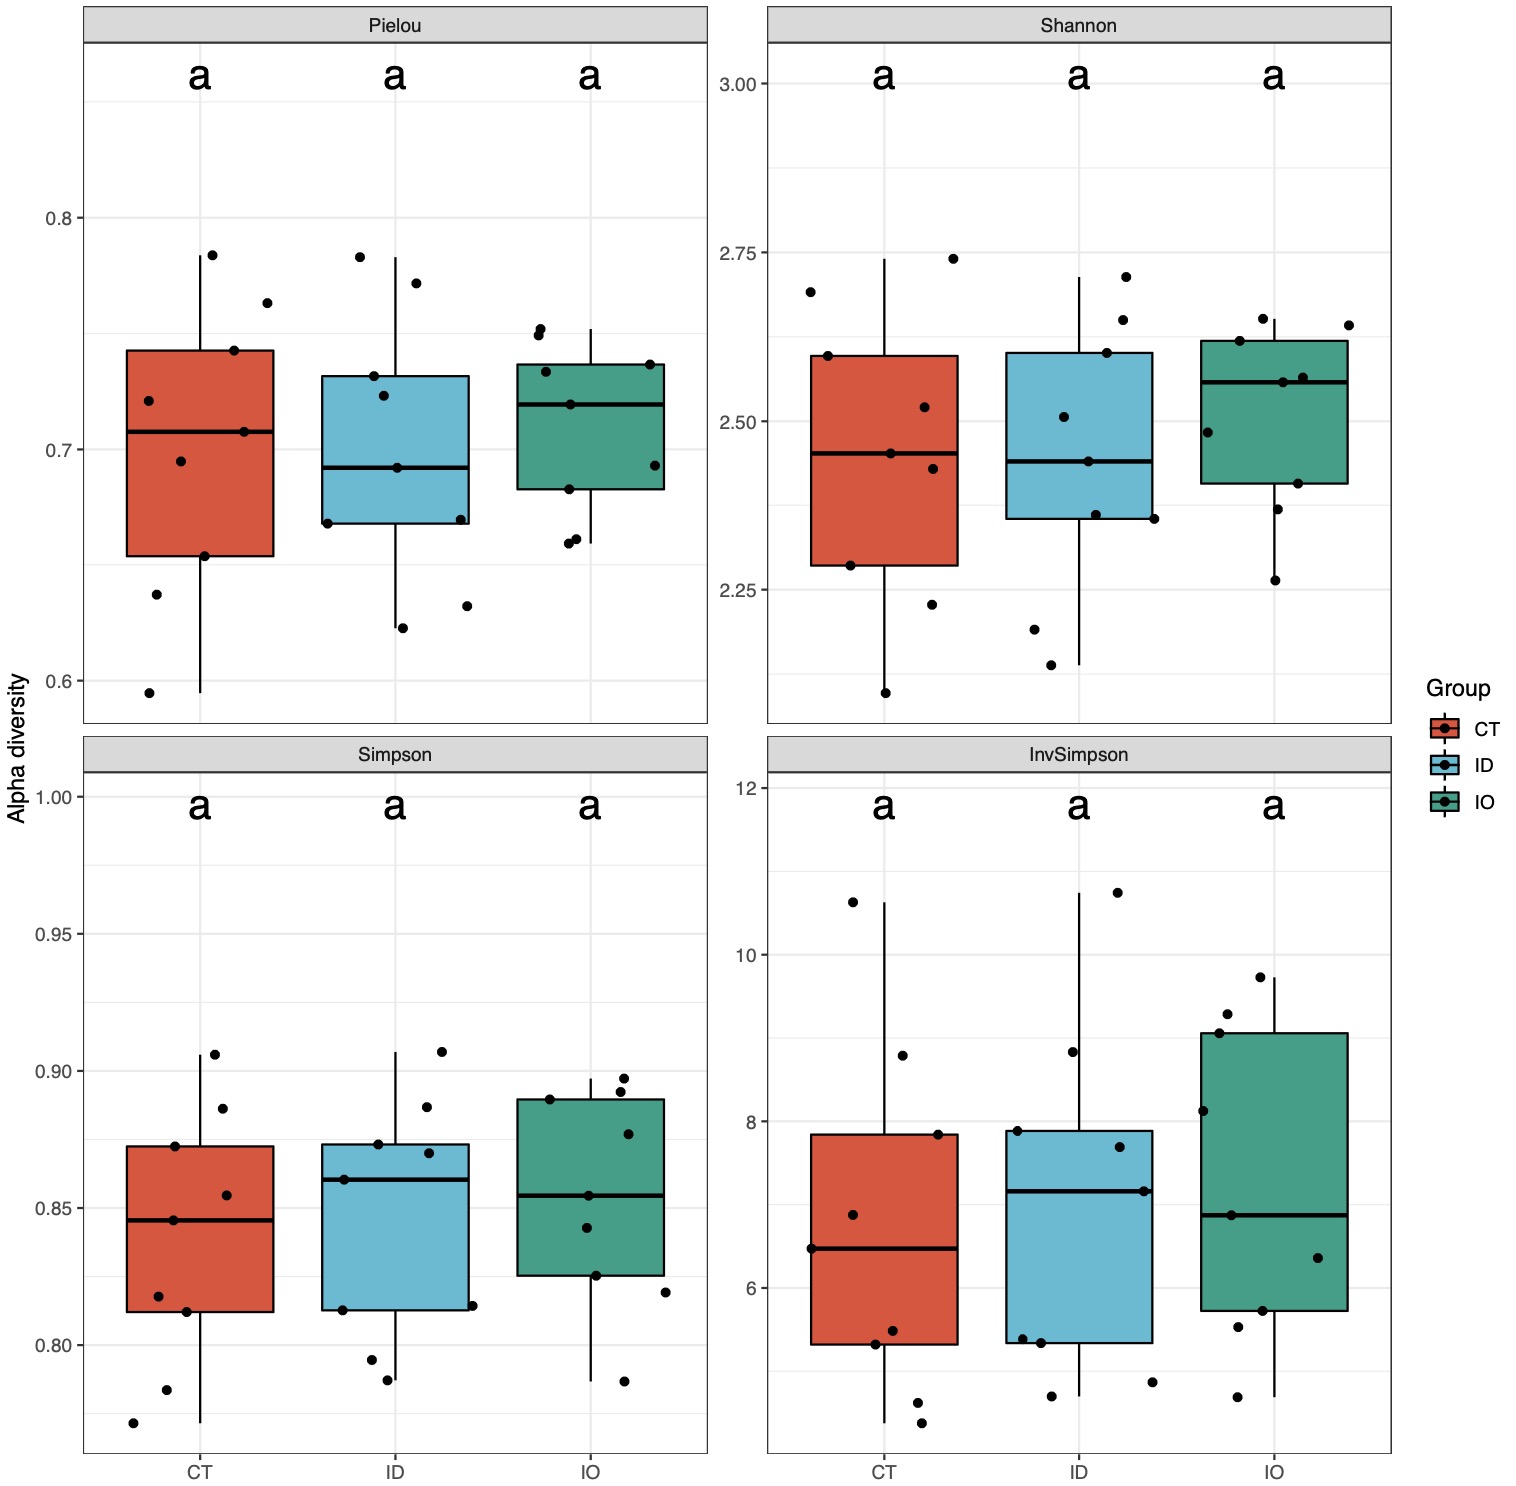 Pielou
Shannon
a a a
a a a
3.00
2.75
2.50
2.25
0.8
0.7
0.6
Alpha diversity
Simpson
InvSimpson
a a a
a a a
1.00
0.95
0.90
0.85
0.80
12
10
8
6
CT ID IO
CT ID IO
Group
CT
ID
IO